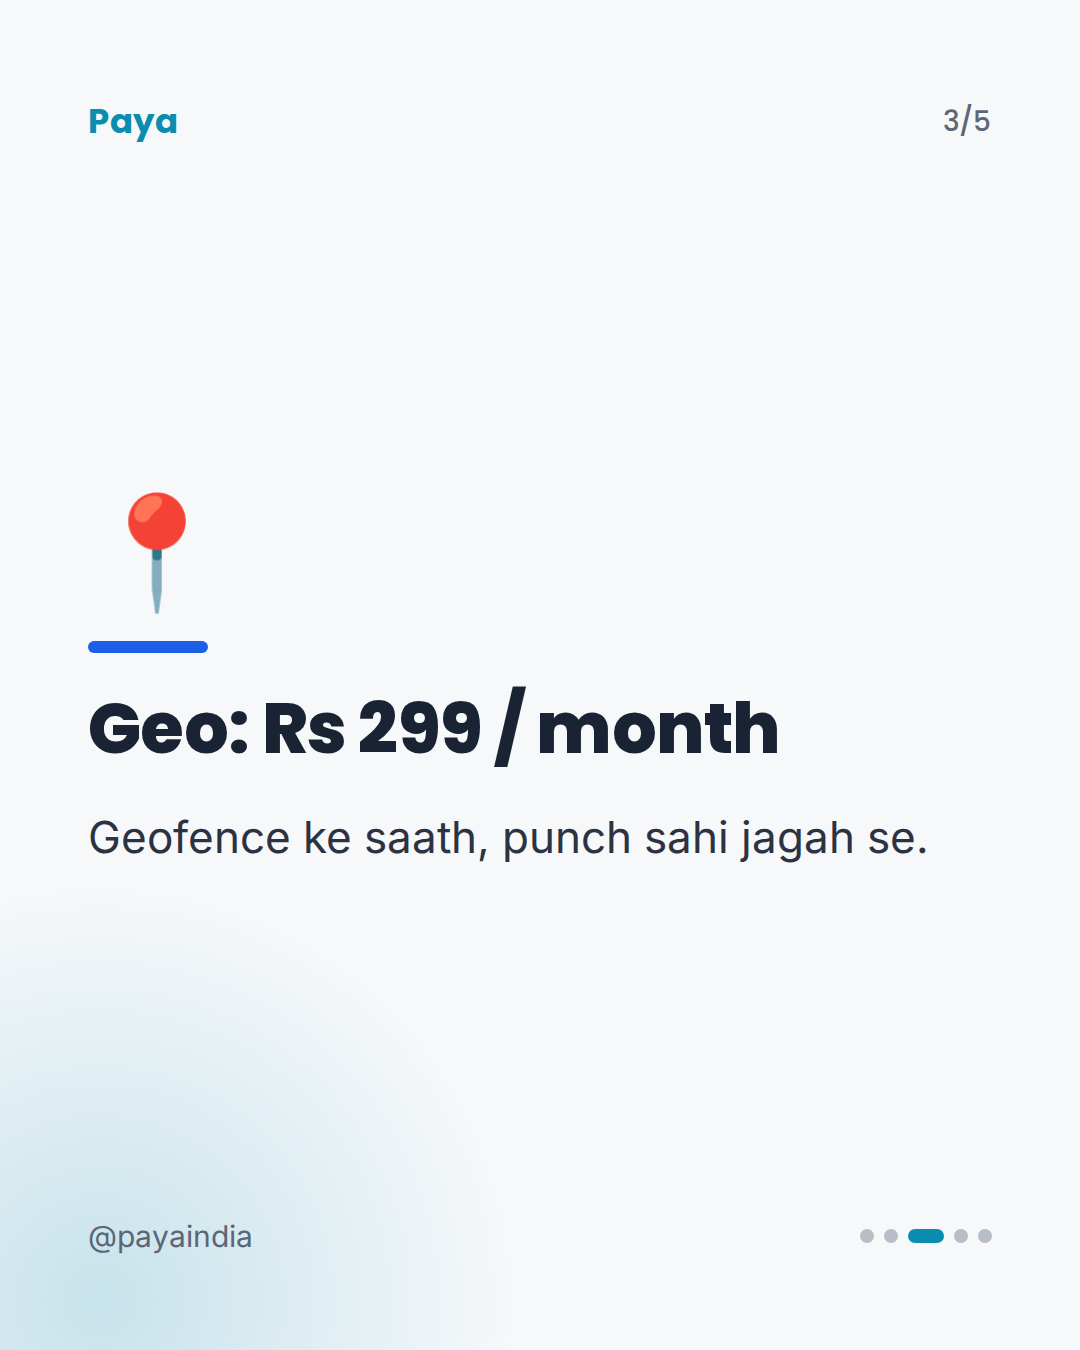 Paya
3/5
Geo: Rs 299 / month
Geofence ke saath, punch sahi jagah se.
@payaindia